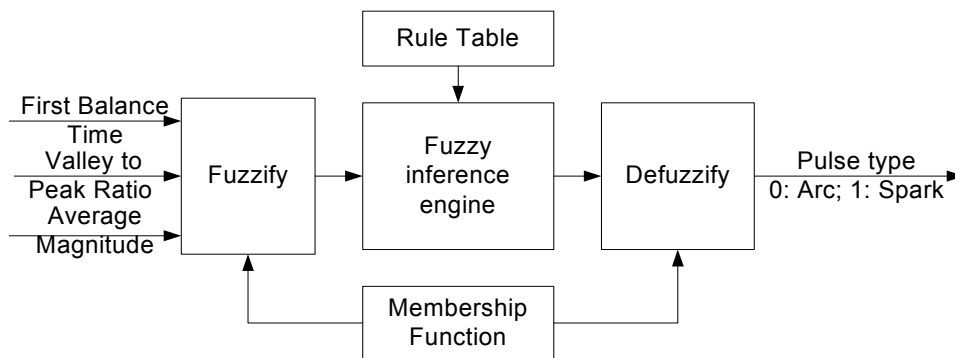 Rule Table
First Balance
Time
Valley to
Peak Ratio
Average
Magnitude
Fuzzify
Fuzzy
inference
engine
Defuzzify
Pulse type
0: Arc; 1: Spark
Membership
Function